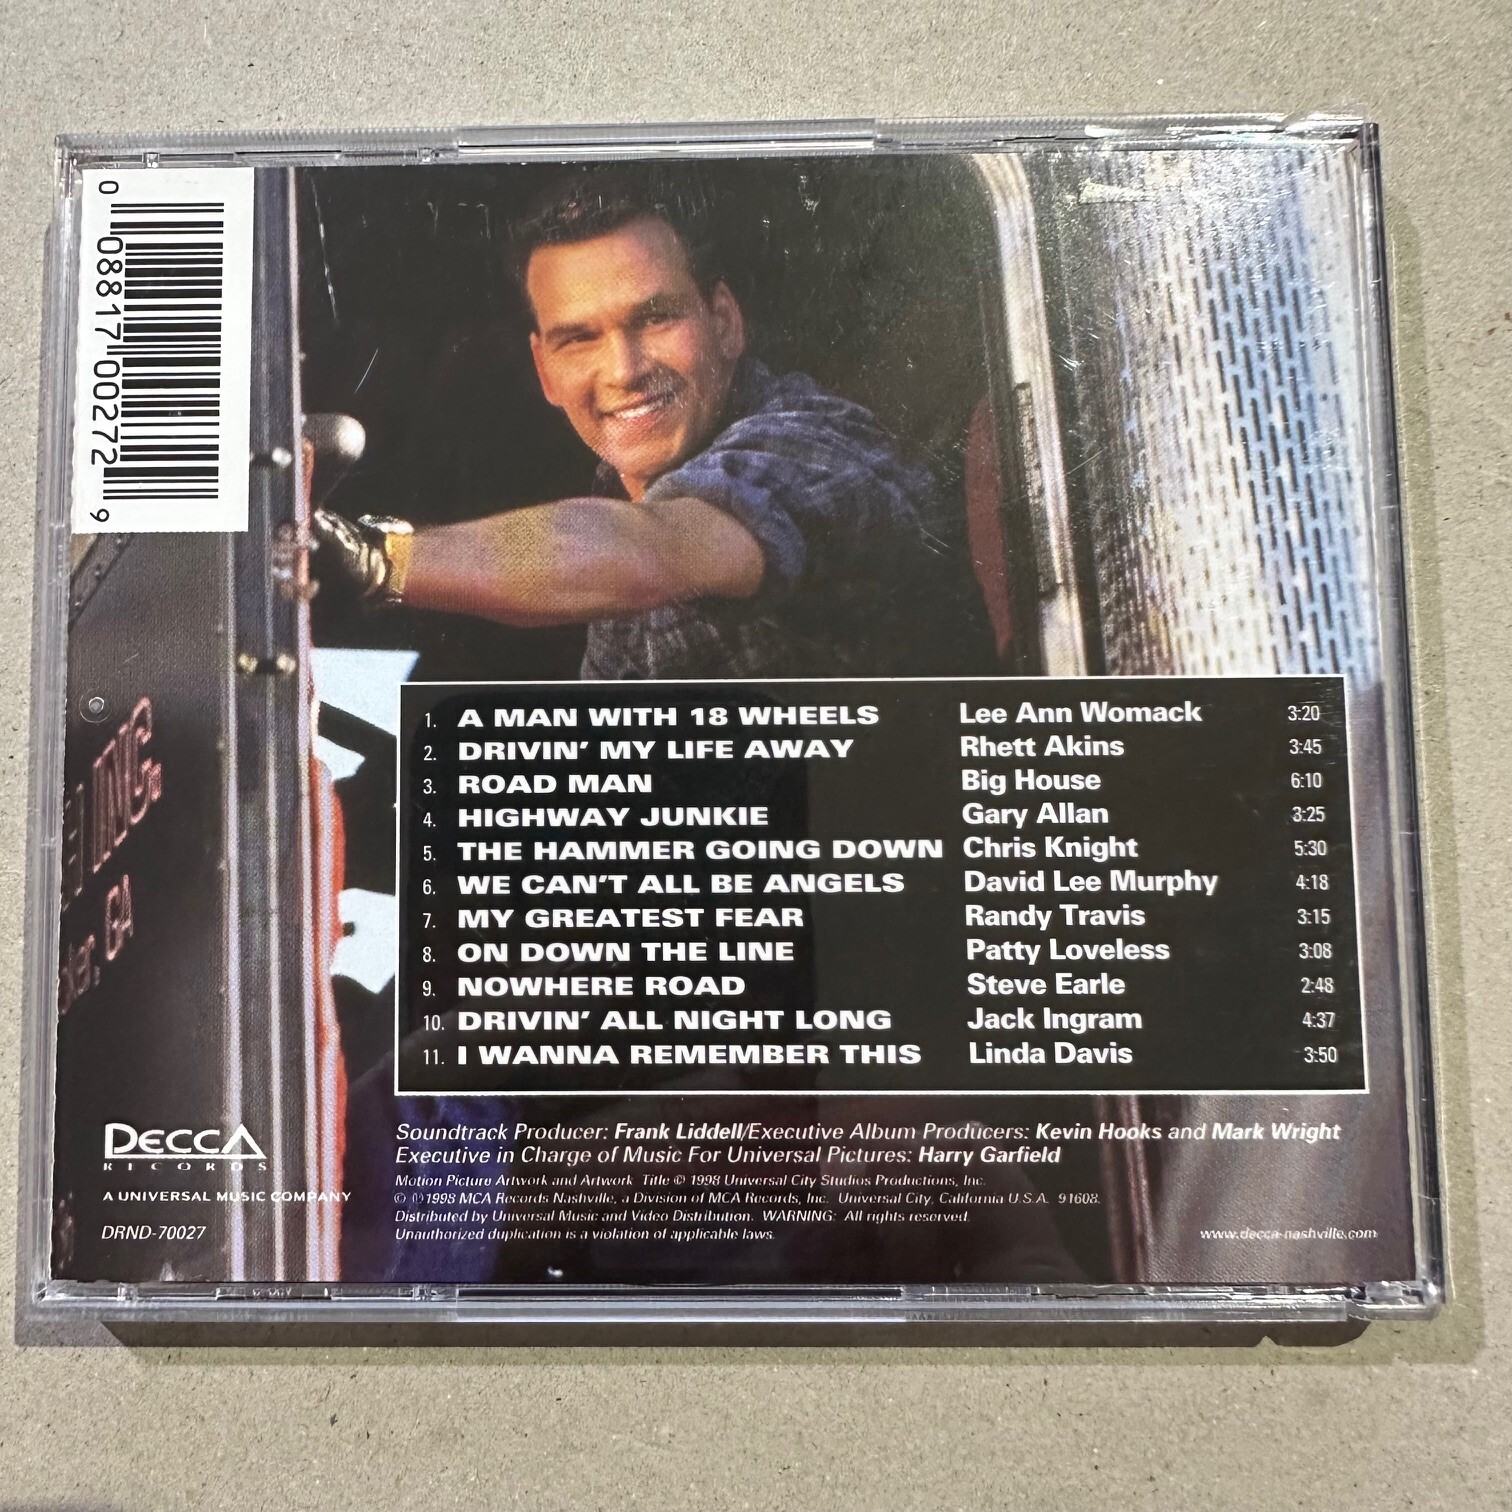 0 08817 00272 9
1. A MAN WITH 18 WHEELS Lee Ann Womack 3:20
2. DRIVIN' MY LIFE AWAY Rhett Akins 3:45
3. ROAD MAN Big House 6:10
4. HIGHWAY JUNKIE Gary Allan 3:25
5. THE HAMMER GOING DOWN Chris Knight 5:30
6. WE CAN'T ALL BE ANGELS David Lee Murphy 4:18
7. MY GREATEST FEAR Randy Travis 3:15
8. ON DOWN THE LINE Patty Loveless 3:08
9. NOWHERE ROAD Steve Earle 2:48
10. DRIVIN' ALL NIGHT LONG Jack Ingram 4:37
11. I WANNA REMEMBER THIS Linda Davis 3:50
GA
DECCA
RECORDS
A UNIVERSAL MUSIC COMPANY
DRND-70027
Soundtrack Producer: Frank Liddell/Executive Album Producers: Kevin Hooks and Mark Wright
Executive in Charge of Music For Universal Pictures: Harry Garfield
Motion Picture Artwork and Artwork Title © 1998 Universal City Studios Productions, Inc.
© ℗ 1998 MCA Records Nashville, a Division of MCA Records, Inc. Universal City, California U.S.A. 91608.
Distributed by Universal Music and Video Distribution. WARNING: All rights reserved.
Unauthorized duplication is a violation of applicable laws.
www.decca-nashville.com